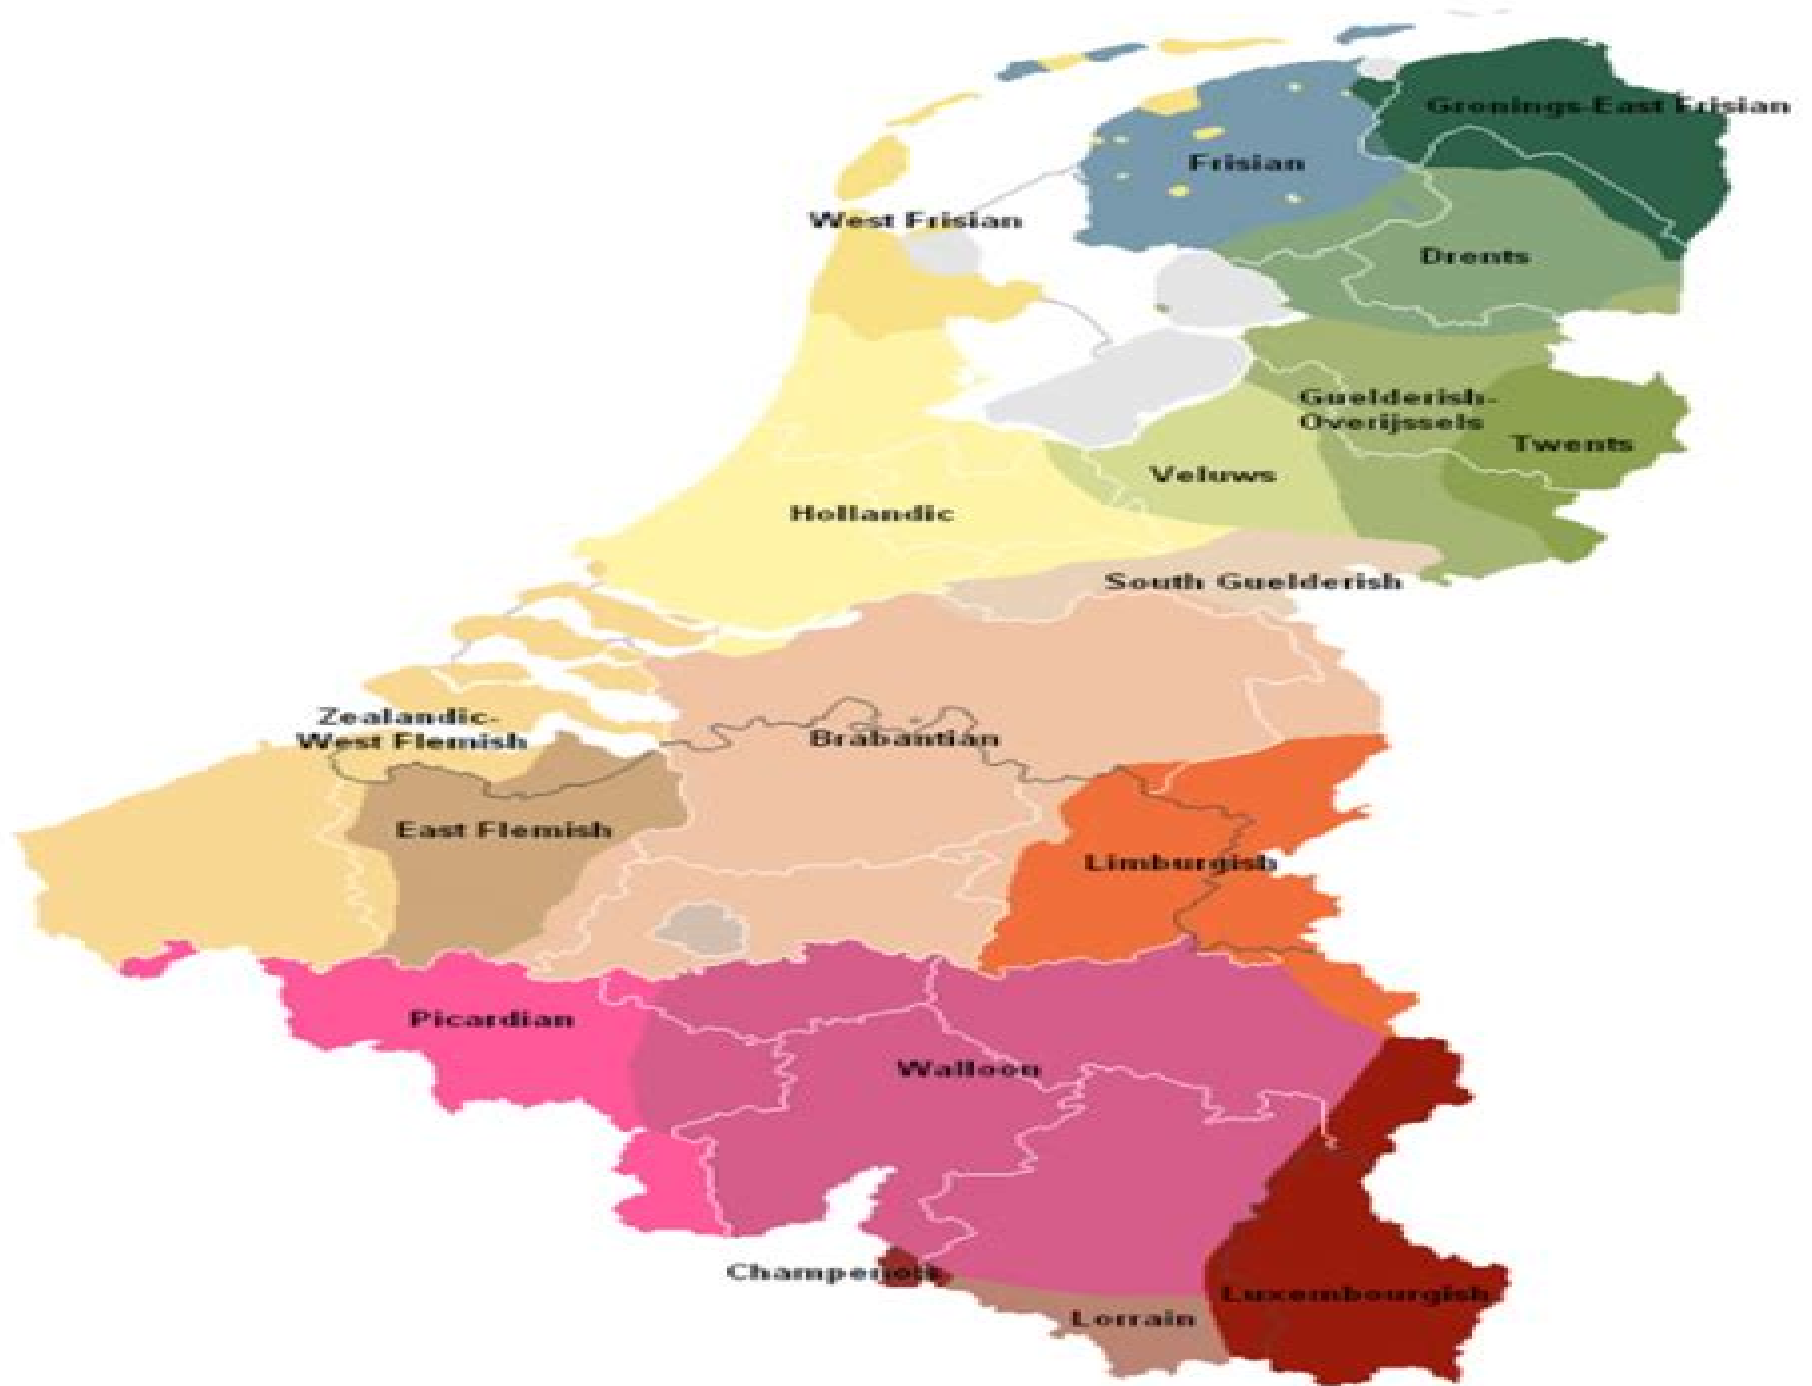 Gronings-East Frisian
Frisian
West Frisian
Drents
Guelderish-
Overijssels
Twents
Veluws
Hollandic
South Guelderish
Zealandic-
West Flemish
Brabantian
East Flemish
Limburgish
Picardian
Walloon
Champenois
Luxembourgish
Lorrain